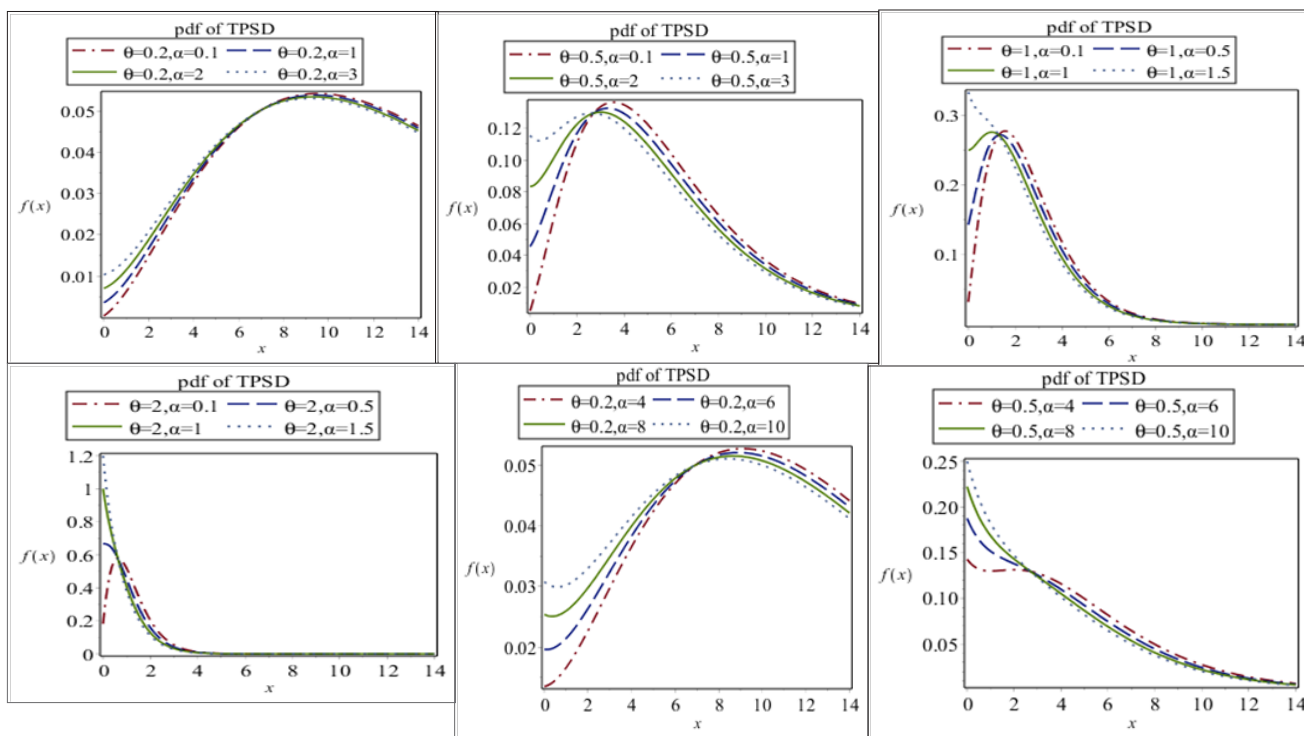 pdf of TPSD
θ=0.2,α=0.1 θ=0.2,α=1
θ=0.2,α=2 θ=0.2,α=3
0.05
0.04
0.03
0.02
0.01
f(x)
0 2 4 6 8 10 12 14
x
pdf of TPSD
θ=0.5,α=0.1 θ=0.5,α=1
θ=0.5,α=2 θ=0.5,α=3
0.12
0.10
0.08
0.06
0.04
0.02
f(x)
0 2 4 6 8 10 12 14
x
pdf of TPSD
θ=1,α=0.1 θ=1,α=0.5
θ=1,α=1 θ=1,α=1.5
0.3
0.2
0.1
f(x)
0 2 4 6 8 10 12 14
x
pdf of TPSD
θ=2,α=0.1 θ=2,α=0.5
θ=2,α=1 θ=2,α=1.5
1.2
1
0.8
0.6
0.4
0.2
0
f(x)
0 2 4 6 8 10 12 14
x
pdf of TPSD
θ=0.2,α=4 θ=0.2,α=6
θ=0.2,α=8 θ=0.2,α=10
0.05
0.04
0.03
0.02
f(x)
0 2 4 6 8 10 12 14
x
pdf of TPSD
θ=0.5,α=4 θ=0.5,α=6
θ=0.5,α=8 θ=0.5,α=10
0.25
0.20
0.15
0.10
0.05
f(x)
0 2 4 6 8 10 12 14
x